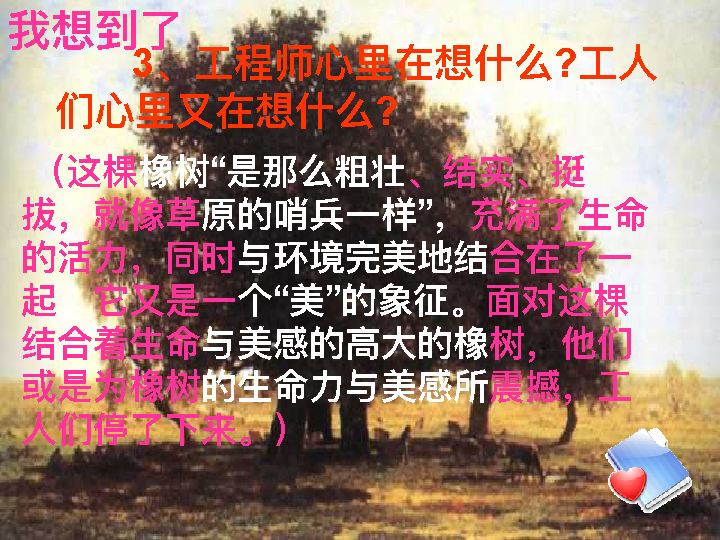 我想到了
3、工程师心里在想什么?工人
们心里又在想什么?
（这棵橡树“是那么粗壮、结实、挺
拔，就像草原的哨兵一样”，充满了生命
的活力，同时与环境完美地结合在了一
起 它又是一个“美”的象征。面对这棵
结合着生命与美感的高大的橡树，他们
或是为橡树的生命力与美感所震撼，工
人们停了下来。）